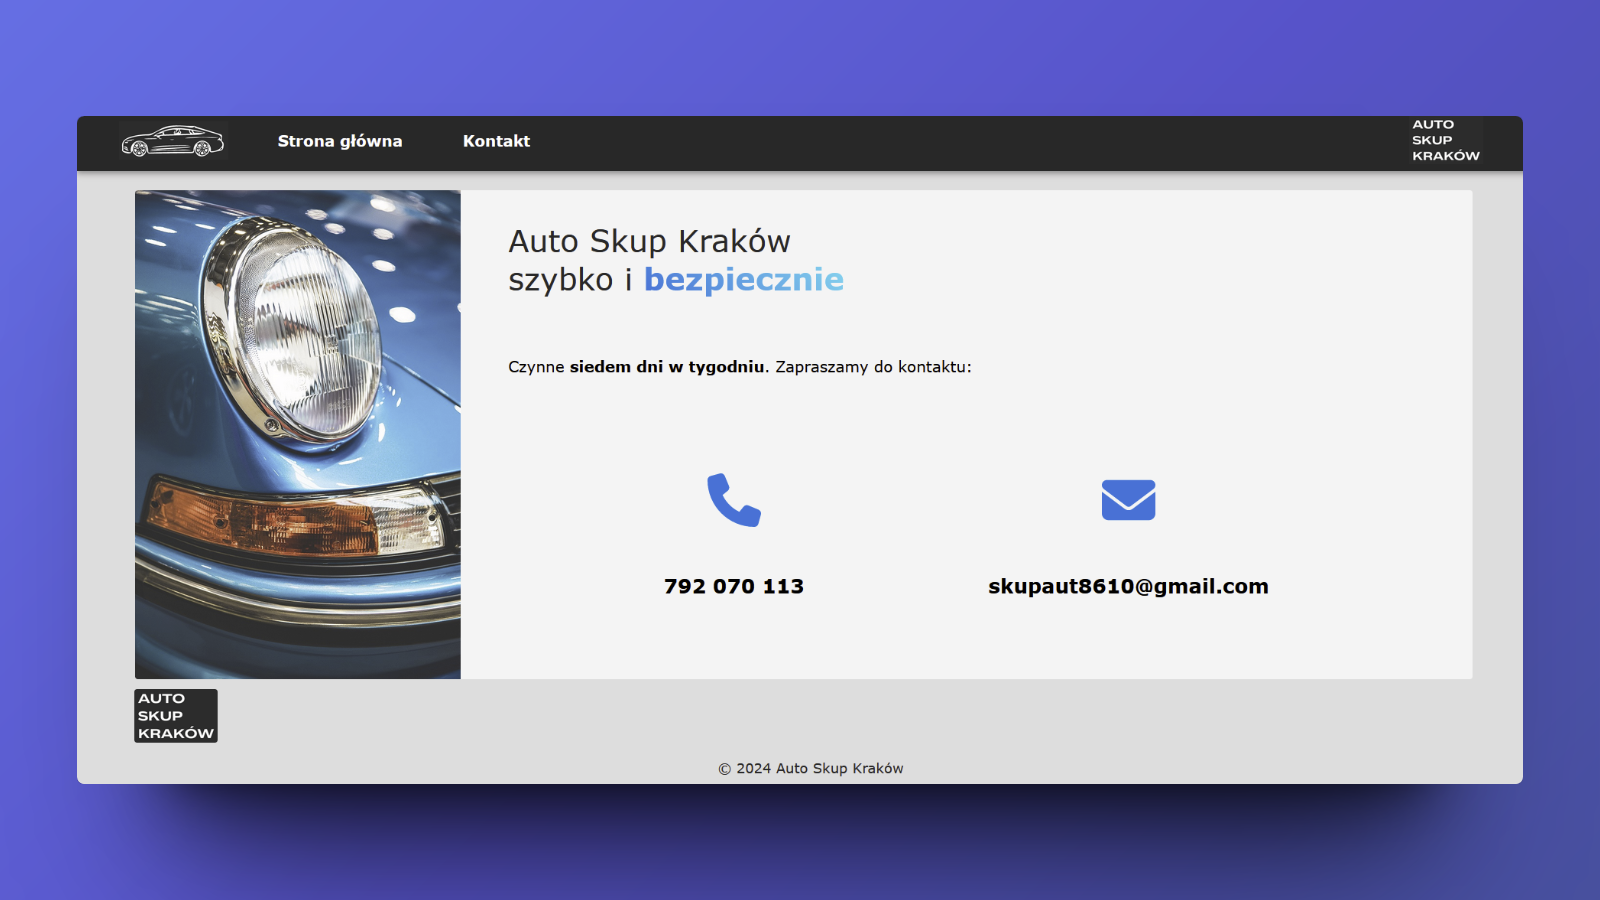 Strona główna
Kontakt
AUTO
SKUP
KRAKÓW
Auto Skup Kraków
szybko i bezpiecznie
Czynne siedem dni w tygodniu. Zapraszamy do kontaktu:
792 070 113
skupaut8610@gmail.com
AUTO
SKUP
KRAKÓW
© 2024 Auto Skup Kraków